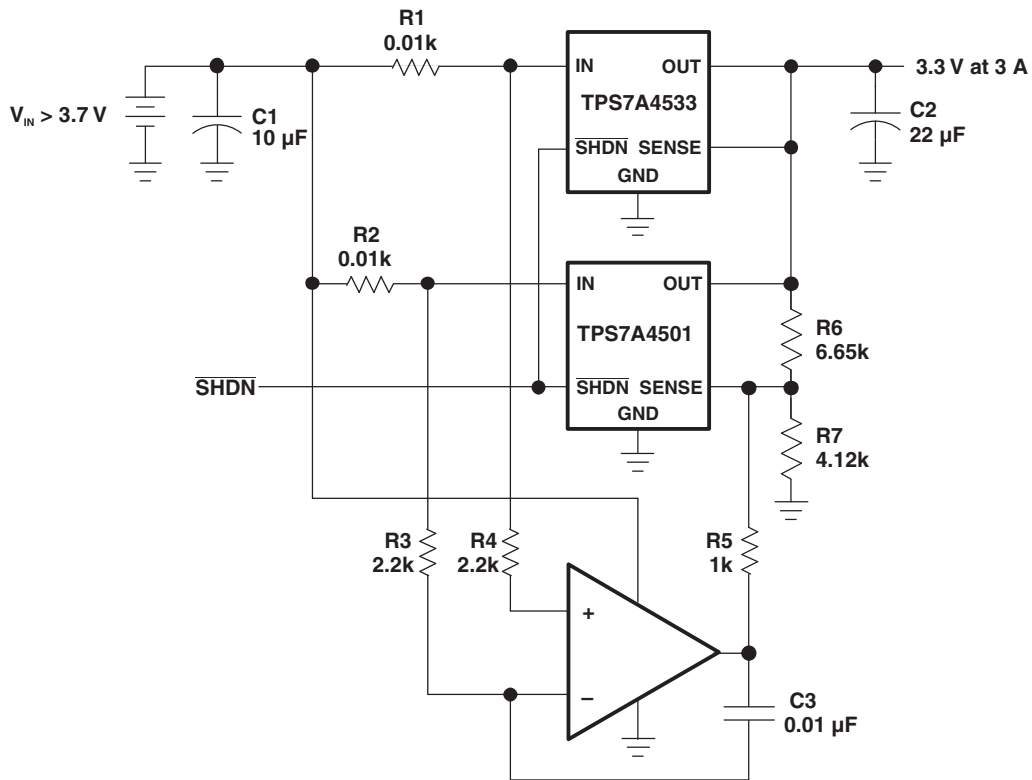 R1
0.01k
IN
OUT
3.3 V at 3 A
TPS7A4533
V_IN > 3.7 V
C1
10 µF
C2
22 µF
SHDN
SENSE
GND
R2
0.01k
IN
OUT
R6
6.65k
TPS7A4501
SHDN
SHDN
SENSE
GND
R7
4.12k
R3
2.2k
R4
2.2k
R5
1k
+
–
C3
0.01 µF